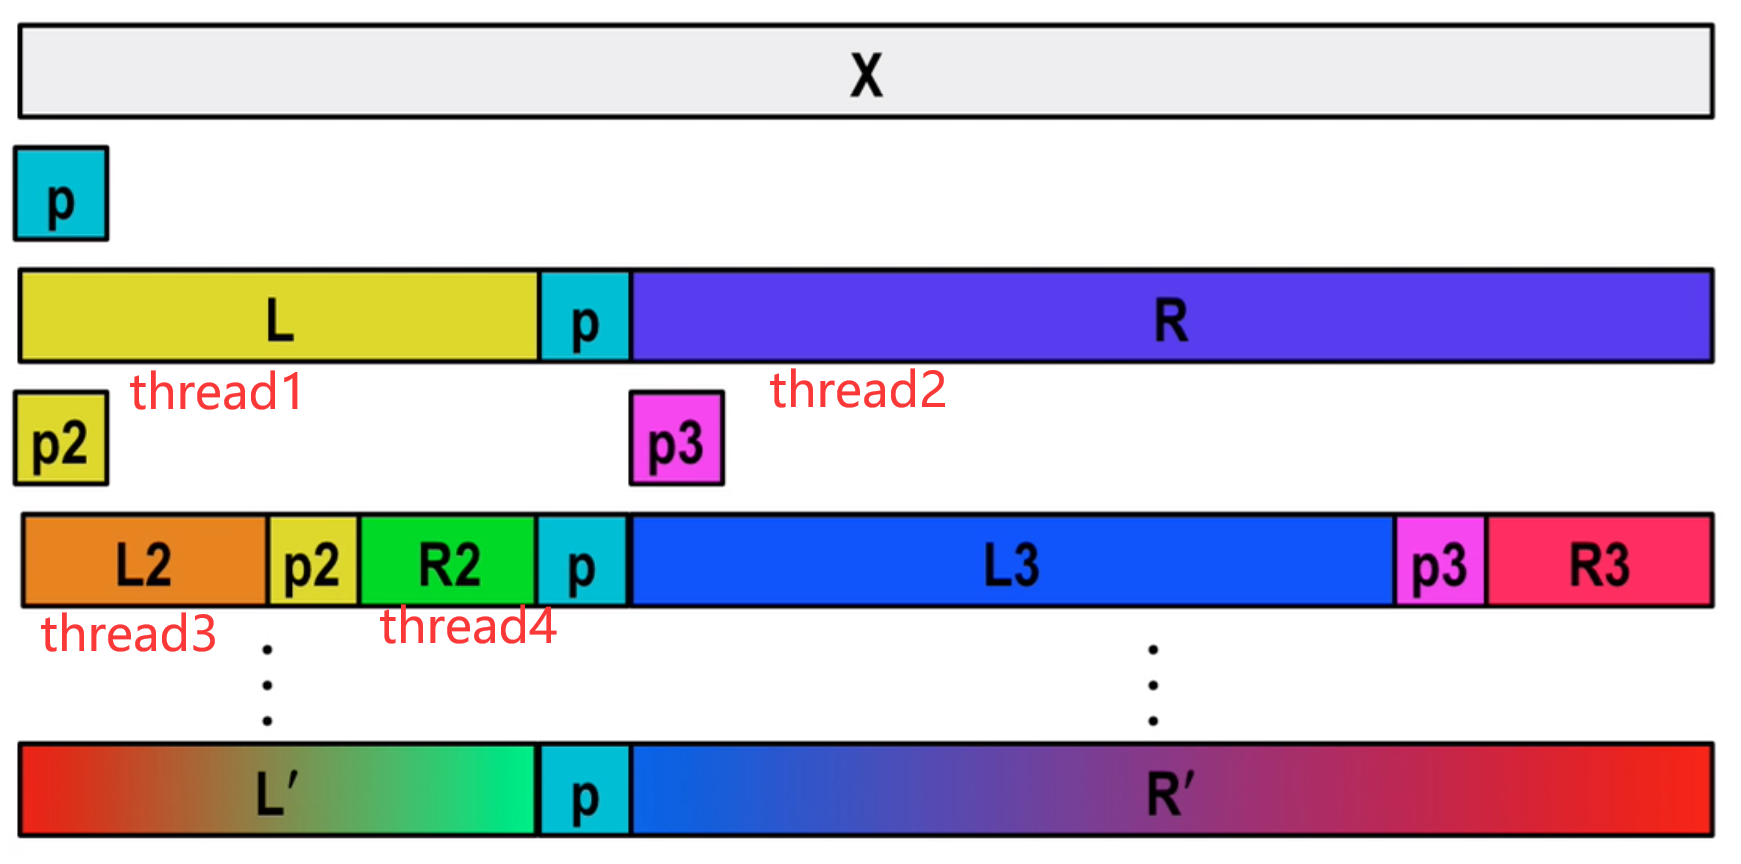 X
p
L p R
thread1 thread2
p2 p3
L2 p2 R2 p L3 p3 R3
thread3 thread4
L′ p R′